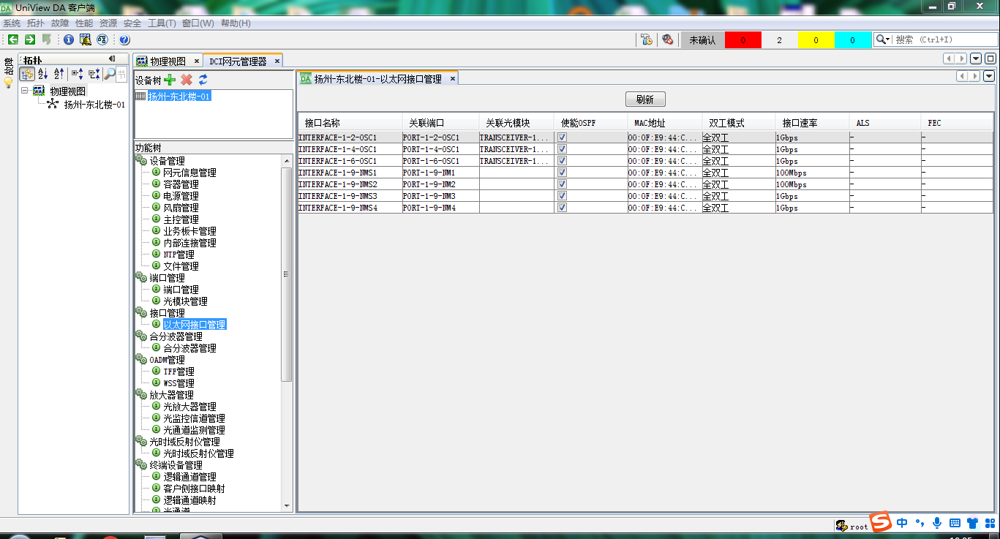 UniView DA 客户端
系统 拓扑 故障 性能 资源 安全 工具(T) 窗口(W) 帮助(H)
未确认 0 2 0 0 搜索 (Ctrl+I)
拓扑
物理视图
扬州-东北楼-01
物理视图 DCI网元管理器
设备树
扬州-东北楼-01
功能树
设备管理
网元信息管理
容器管理
电源管理
风扇管理
主控管理
业务板卡管理
内部连接管理
NTP管理
文件管理
端口管理
端口管理
光模块管理
接口管理
以太网接口管理
合分波器管理
合分波器管理
OADM管理
TFF管理
WSS管理
放大器管理
光放大器管理
光监控信道管理
光通道监测管理
光时域反射仪管理
光时域反射仪管理
终端设备管理
逻辑通道管理
客户侧接口映射
逻辑通道映射
扬州-东北楼-01-以太网接口管理
刷新
接口名称 关联端口 关联光模块 使能OSPF MAC地址 双工模式 接口速率 ALS FEC
INTERFACE-1-2-OSC1 PORT-1-2-OSC1 TRANSCEIVER-1... 00:0F:E9:44:C... 全双工 1Gbps - -
INTERFACE-1-4-OSC1 PORT-1-4-OSC1 TRANSCEIVER-1... 00:0F:E9:44:C... 全双工 1Gbps - -
INTERFACE-1-6-OSC1 PORT-1-6-OSC1 TRANSCEIVER-1... 00:0F:E9:44:C... 全双工 1Gbps - -
INTERFACE-1-9-NMS1 PORT-1-9-NM1 00:0F:E9:44:C... 全双工 100Mbps - -
INTERFACE-1-9-NMS2 PORT-1-9-NM2 00:0F:E9:44:C... 全双工 100Mbps - -
INTERFACE-1-9-NMS3 PORT-1-9-NM3 00:0F:E9:44:C... 全双工 1Gbps - -
INTERFACE-1-9-NMS4 PORT-1-9-NM4 00:0F:E9:44:C... 全双工 1Gbps - -
root 中